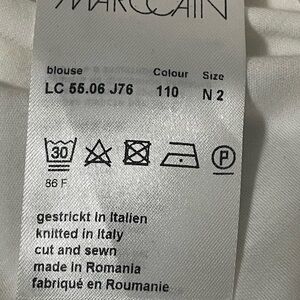 MARCCAIN
blouse Colour Size
LC 55.06 J76 110 N 2
30 P
86 F
gestrickt in Italien
knitted in Italy
cut and sewn
made in Romania
fabriqué en Roumanie